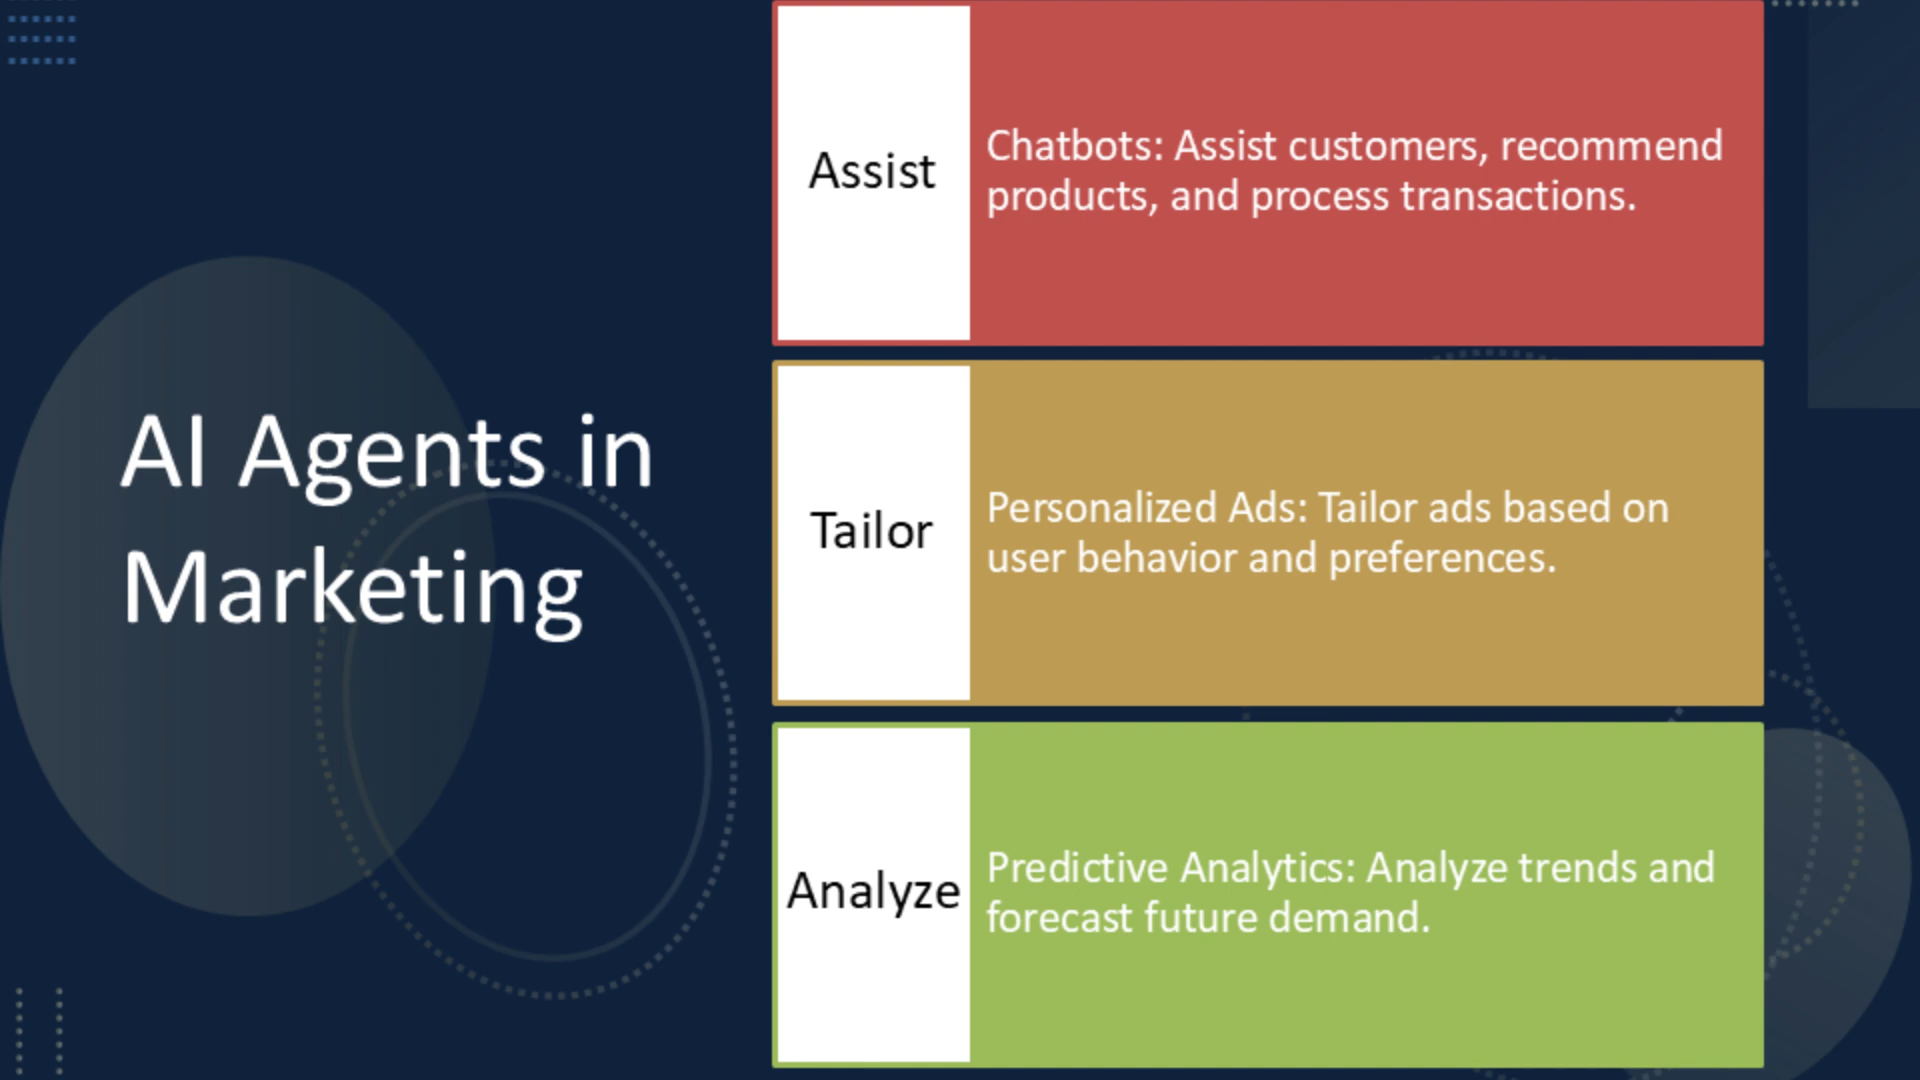 AI Agents in
Marketing
Assist
Chatbots: Assist customers, recommend
products, and process transactions.
Tailor
Personalized Ads: Tailor ads based on
user behavior and preferences.
Analyze
Predictive Analytics: Analyze trends and
forecast future demand.